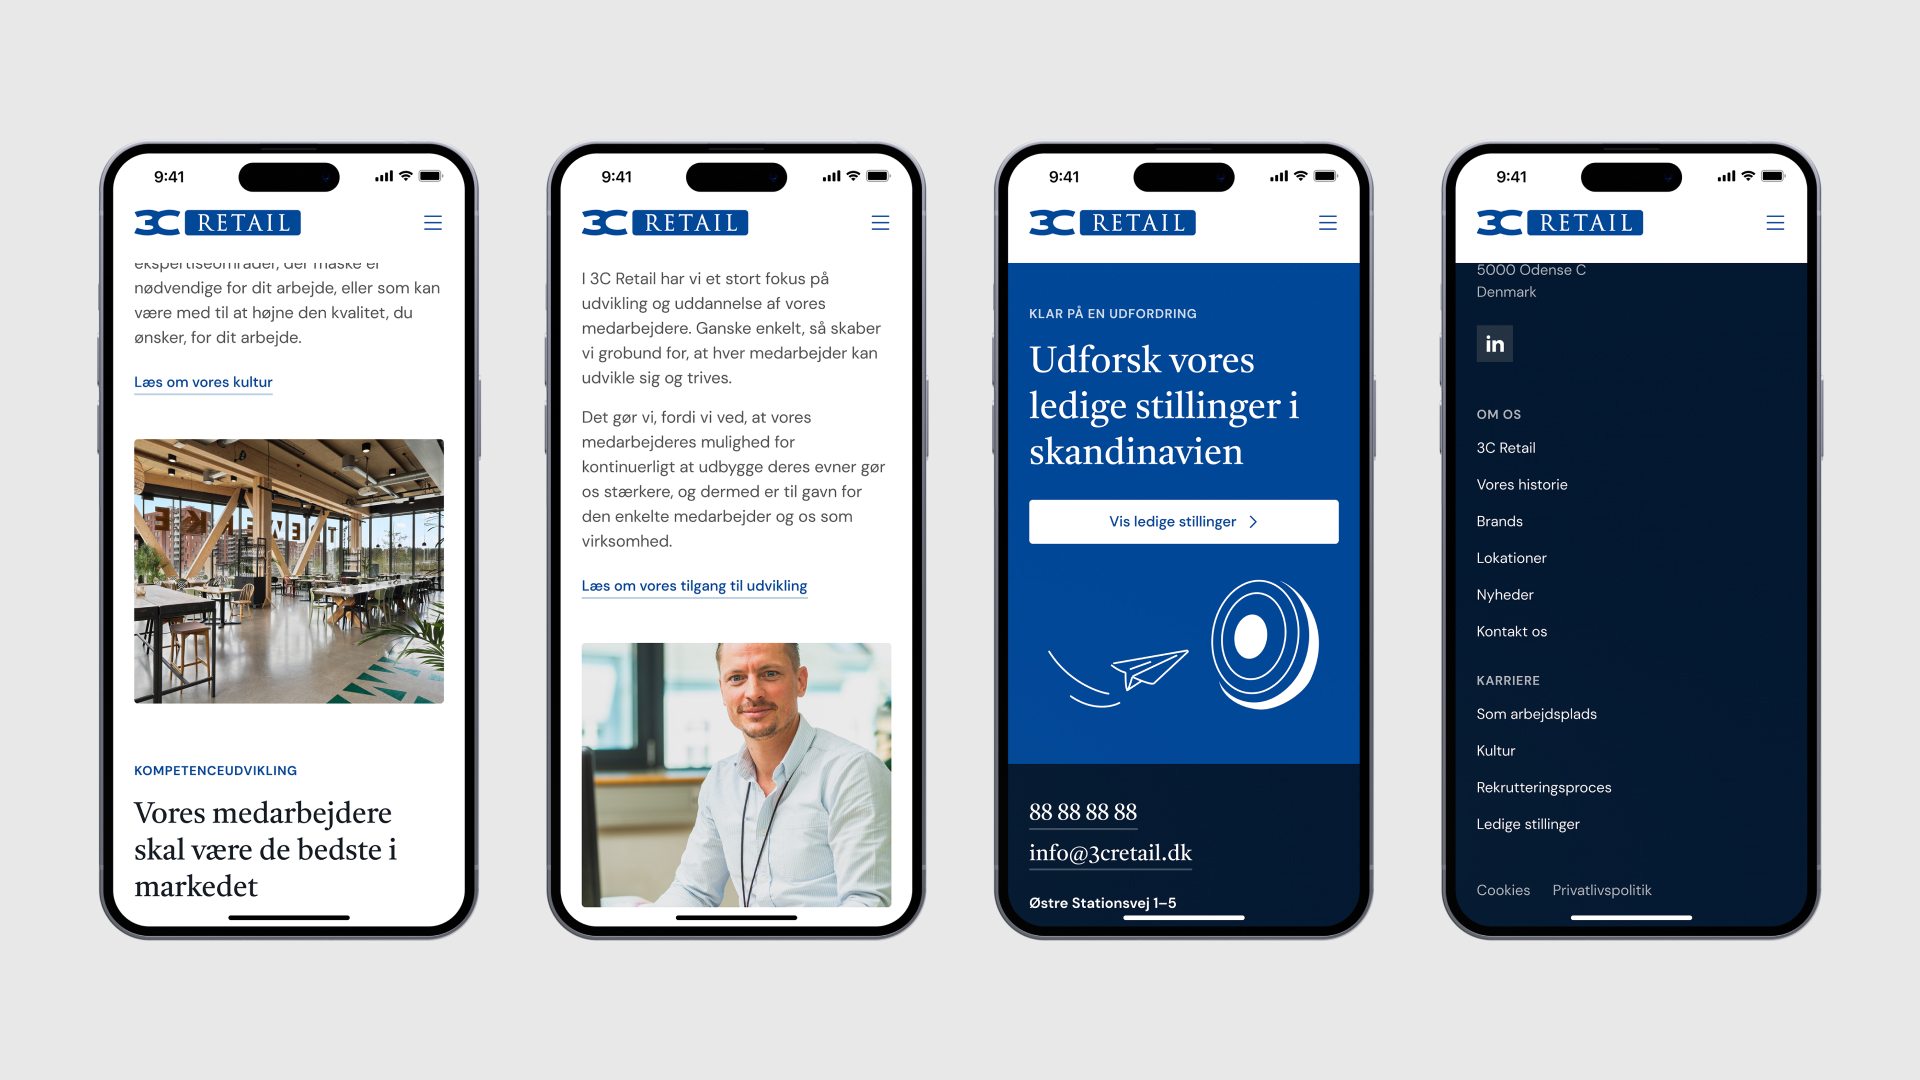 9:41
3C RETAIL
ekspertiseområder, der måske er
nødvendige for dit arbejde, eller som kan
være med til at højne den kvalitet, du
ønsker, for dit arbejde.
Læs om vores kultur
TREVERKET
KOMPETENCEUDVIKLING
Vores medarbejdere
skal være de bedste i
markedet
9:41
3C RETAIL
I 3C Retail har vi et stort fokus på
udvikling og uddannelse af vores
medarbejdere. Ganske enkelt, så skaber
vi grobund for, at hver medarbejder kan
udvikle sig og trives.
Det gør vi, fordi vi ved, at vores
medarbejderes mulighed for
kontinuerligt at udbygge deres evner gør
os stærkere, og dermed er til gavn for
den enkelte medarbejder og os som
virksomhed.
Læs om vores tilgang til udvikling
9:41
3C RETAIL
KLAR PÅ EN UDFORDRING
Udforsk vores
ledige stillinger i
skandinavien
Vis ledige stillinger
88 88 88 88
info@3cretail.dk
Østre Stationsvej 1–5
9:41
3C RETAIL
5000 Odense C
Denmark
in
OM OS
3C Retail
Vores historie
Brands
Lokationer
Nyheder
Kontakt os
KARRIERE
Som arbejdsplads
Kultur
Rekrutteringsproces
Ledige stillinger
Cookies Privatlivspolitik